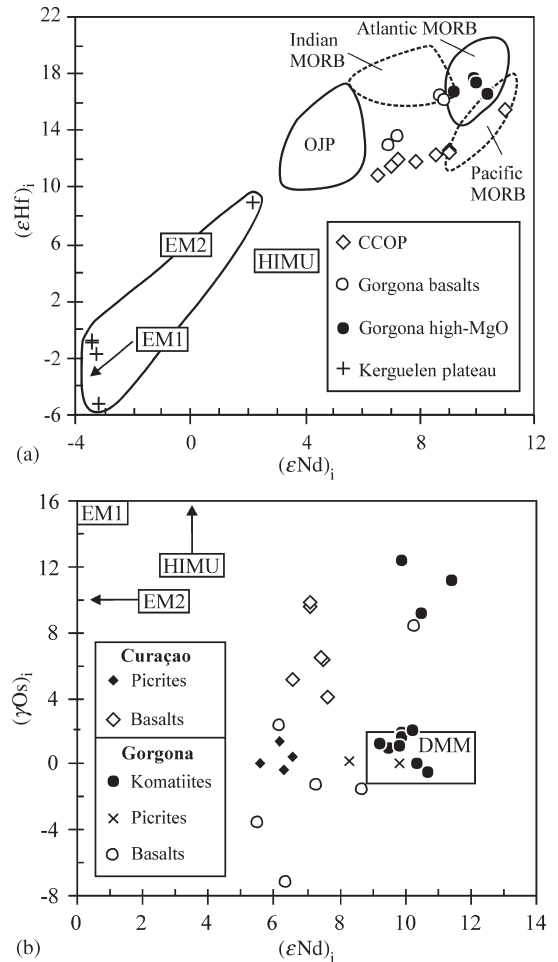 22
18
14
10
6
2
-2
-6
(εHf)i
Indian
MORB
Atlantic MORB
OJP
Pacific
MORB
EM2
HIMU
EM1
CCOP
Gorgona basalts
Gorgona high-MgO
Kerguelen plateau
-4
0
4
8
12
(a)
(εNd)i
16
12
8
4
0
-4
-8
(γOs)i
EM1
HIMU
EM2
Curaçao
Picrites
Basalts
Gorgona
Komatiites
Picrites
Basalts
DMM
0
2
4
6
8
10
12
14
(b)
(εNd)i